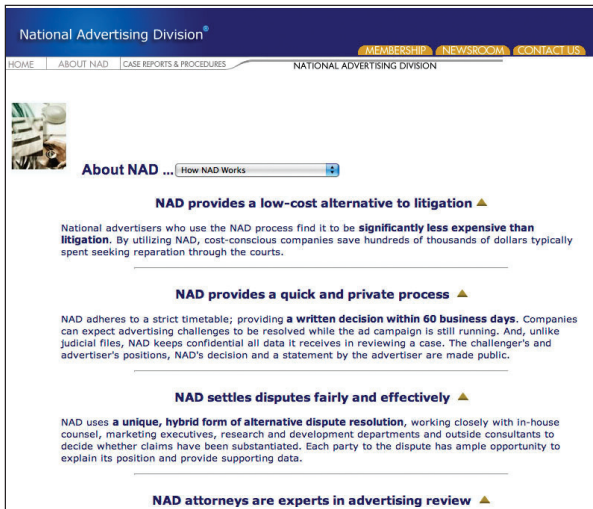 National Advertising Division®
MEMBERSHIP NEWSROOM CONTACT US
HOME ABOUT NAD CASE REPORTS & PROCEDURES NATIONAL ADVERTISING DIVISION
About NAD ... How NAD Works
NAD provides a low-cost alternative to litigation
National advertisers who use the NAD process find it to be significantly less expensive than
litigation. By utilizing NAD, cost-conscious companies save hundreds of thousands of dollars typically
spent seeking reparation through the courts.
NAD provides a quick and private process
NAD adheres to a strict timetable; providing a written decision within 60 business days. Companies
can expect advertising challenges to be resolved while the ad campaign is still running. And, unlike
judicial files, NAD keeps confidential all data it receives in reviewing a case. The challenger's and
advertiser's positions, NAD's decision and a statement by the advertiser are made public.
NAD settles disputes fairly and effectively
NAD uses a unique, hybrid form of alternative dispute resolution, working closely with in-house
counsel, marketing executives, research and development departments and outside consultants to
decide whether claims have been substantiated. Each party to the dispute has ample opportunity to
explain its position and provide supporting data.
NAD attorneys are experts in advertising review